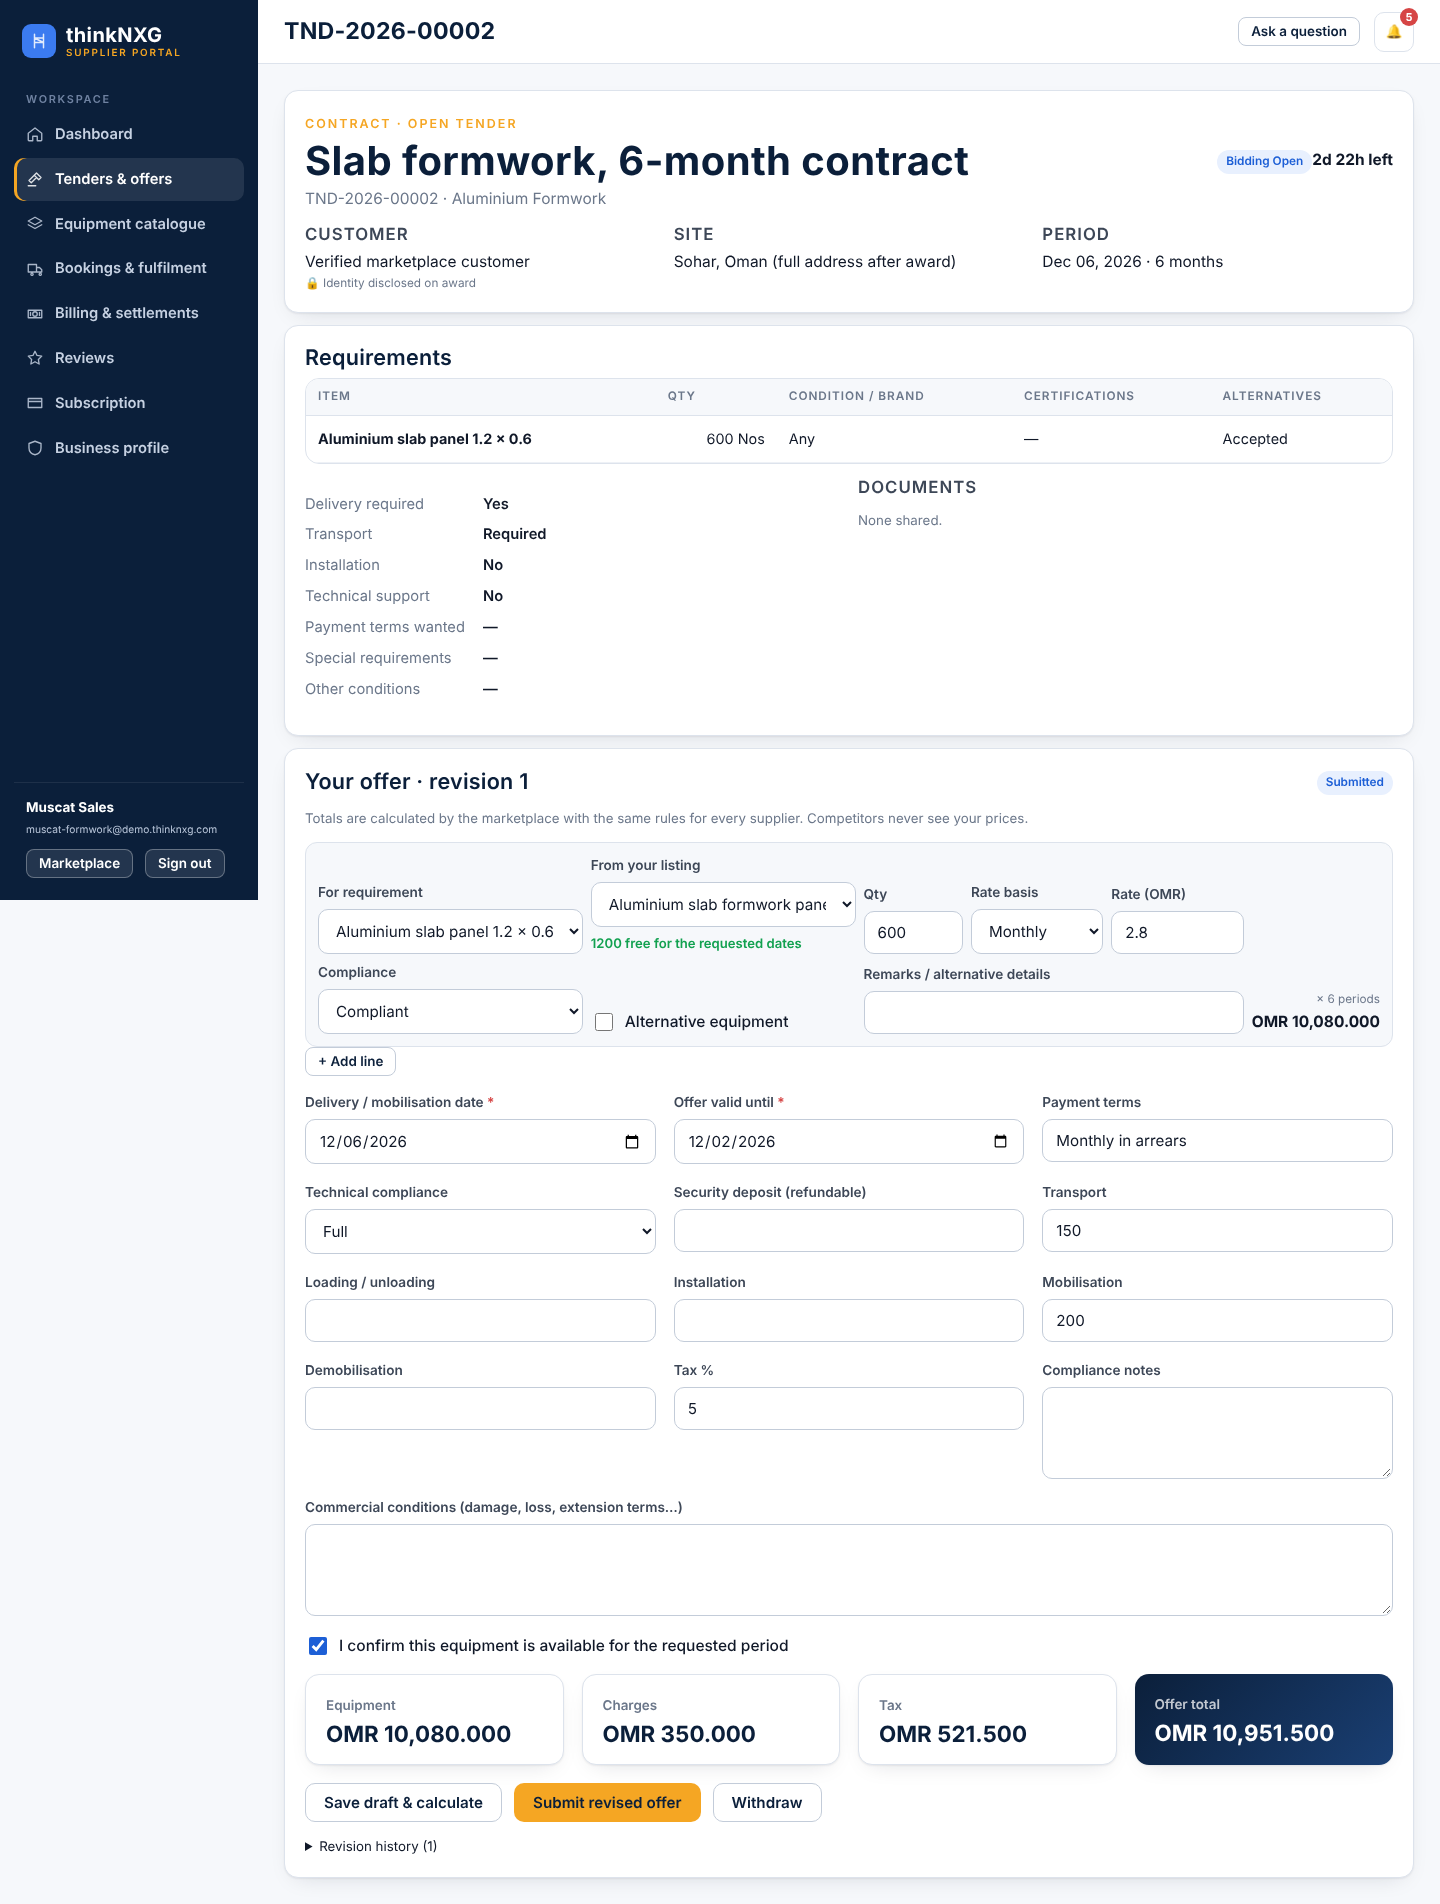 thinkNXG
SUPPLIER PORTAL
WORKSPACE
Dashboard
Tenders & offers
Equipment catalogue
Bookings & fulfilment
Billing & settlements
Reviews
Subscription
Business profile
Muscat Sales
muscat-formwork@demo.thinknxg.com
Marketplace Sign out
TND-2026-00002
Ask a question
5
CONTRACT · OPEN TENDER
Slab formwork, 6-month contract
Bidding Open 2d 22h left
TND-2026-00002 · Aluminium Formwork
CUSTOMER SITE PERIOD
Verified marketplace customer Sohar, Oman (full address after award) Dec 06, 2026 · 6 months
🔒 Identity disclosed on award
Requirements
ITEM QTY CONDITION / BRAND CERTIFICATIONS ALTERNATIVES
Aluminium slab panel 1.2 × 0.6 600 Nos Any — Accepted
Delivery required Yes
Transport Required
Installation No
Technical support No
Payment terms wanted —
Special requirements —
Other conditions —
DOCUMENTS
None shared.
Your offer · revision 1
Submitted
Totals are calculated by the marketplace with the same rules for every supplier. Competitors never see your prices.
For requirement
Aluminium slab panel 1.2 × 0.6
From your listing
Aluminium slab formwork pane
1200 free for the requested dates
Qty
600
Rate basis
Monthly
Rate (OMR)
2.8
Compliance
Compliant
Alternative equipment
Remarks / alternative details
× 6 periods
OMR 10,080.000
+ Add line
Delivery / mobilisation date * Offer valid until * Payment terms
12/06/2026 12/02/2026 Monthly in arrears
Technical compliance Security deposit (refundable) Transport
Full 150
Loading / unloading Installation Mobilisation
200
Demobilisation Tax % Compliance notes
5
Commercial conditions (damage, loss, extension terms…)
I confirm this equipment is available for the requested period
Equipment Charges Tax Offer total
OMR 10,080.000 OMR 350.000 OMR 521.500 OMR 10,951.500
Save draft & calculate Submit revised offer Withdraw
Revision history (1)